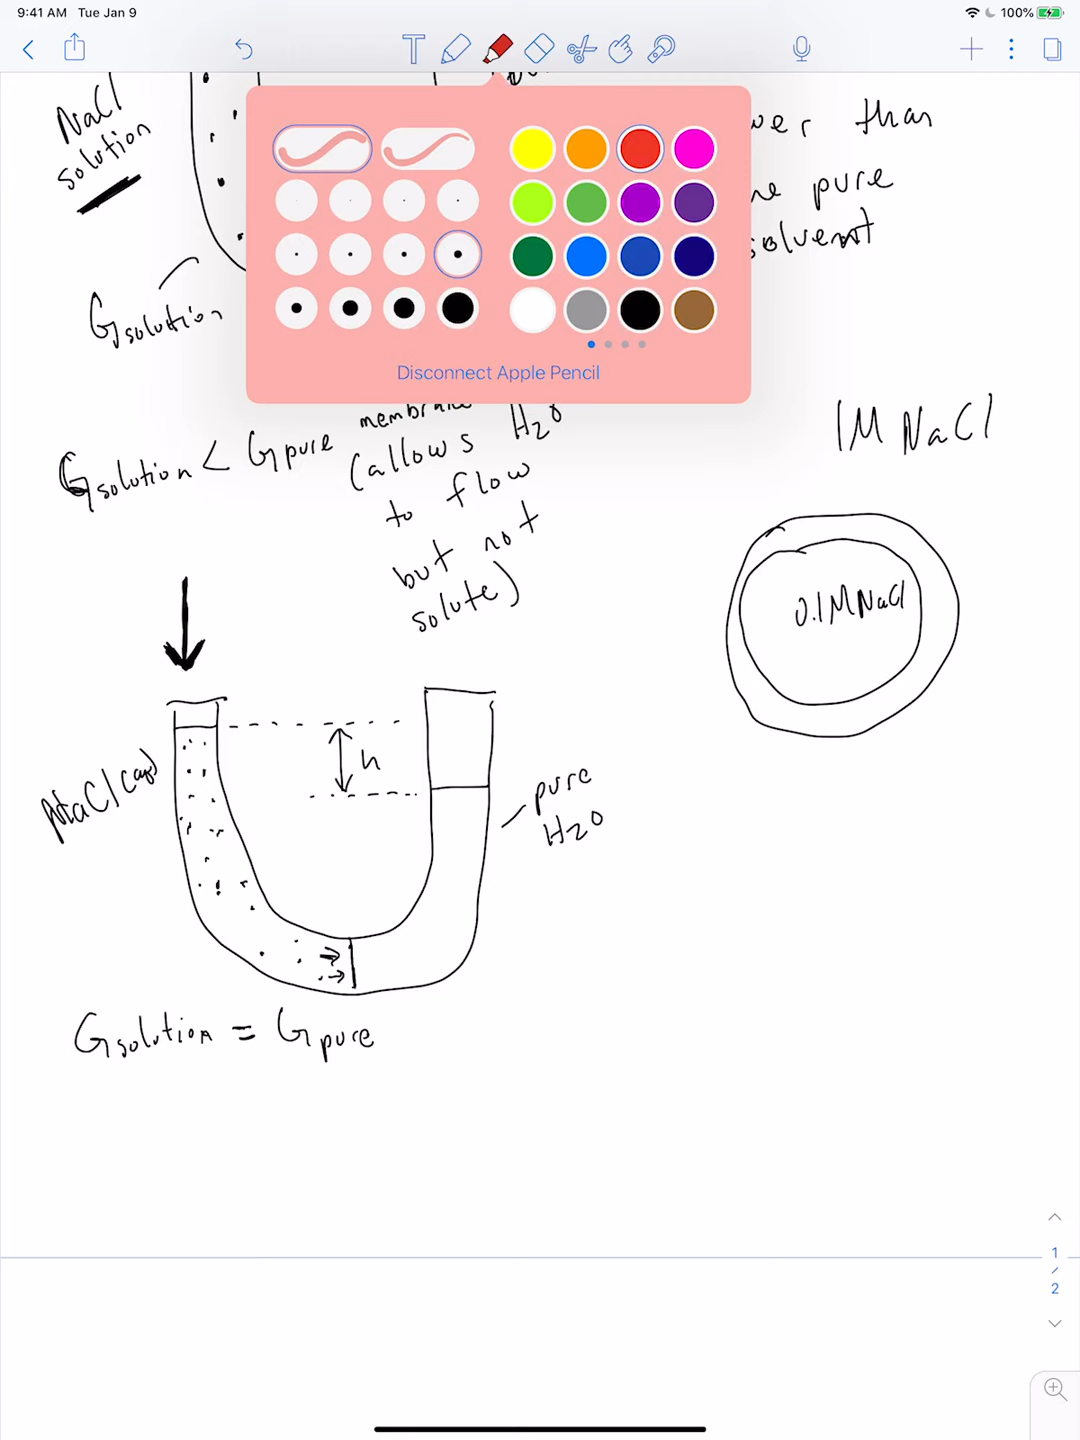 9:41 AM Tue Jan 9
100%
NaCl
solution
wer than
pure
solvent
Gsolution
Disconnect Apple Pencil
membrane
(allows H2O
to flow
but not
solute)
Gsolution < Gpure
1M NaCl
0.1M NaCl
h
NaCl (aq)
pure
H2O
Gsolution = Gpure
1
/
2